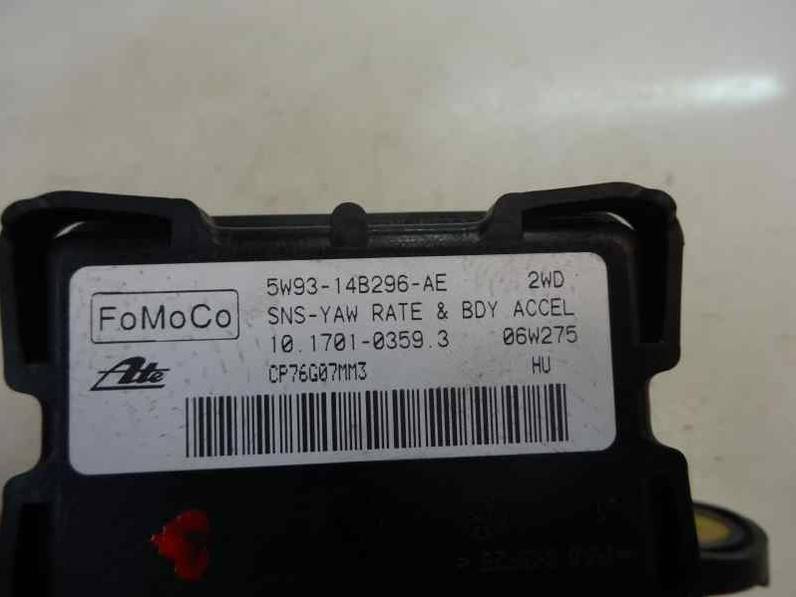 5W93-14B296-AE 2WD
FoMoCo
SNS-YAW RATE & BDY ACCEL
10.1701-0359.3 06W275
Ate
CP76G07MM3 HU